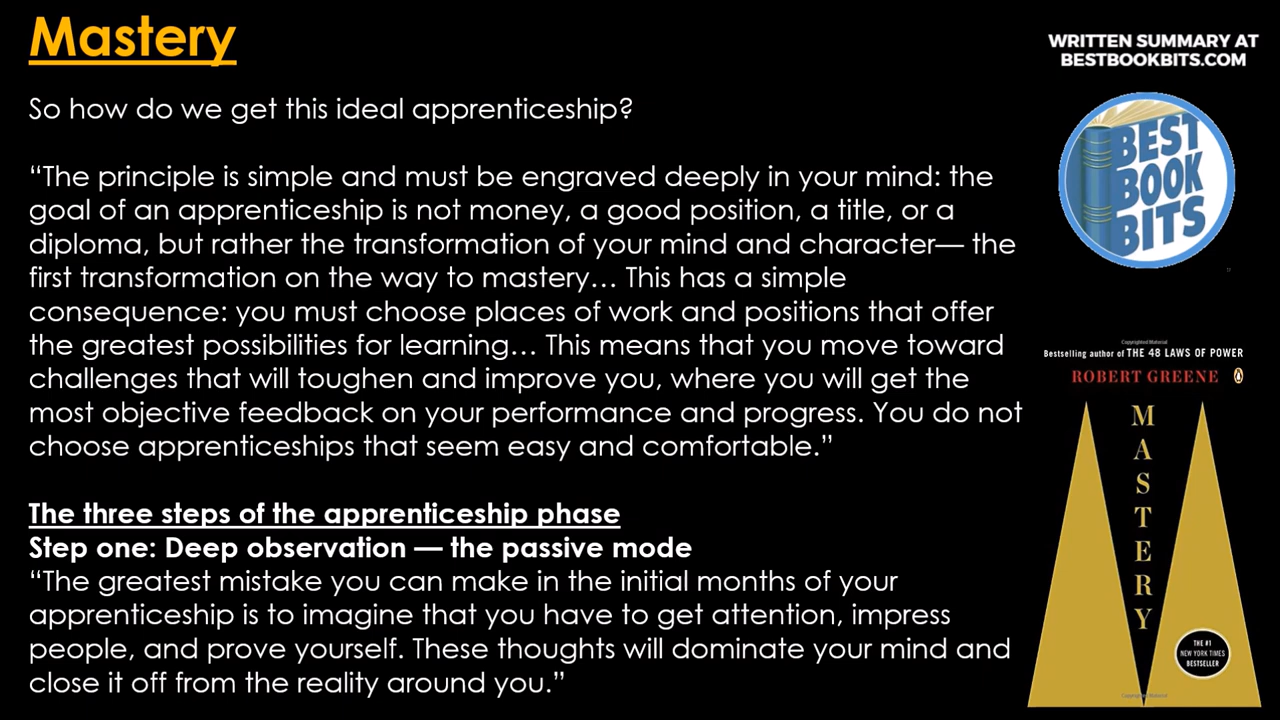 Mastery
So how do we get this ideal apprenticeship?
“The principle is simple and must be engraved deeply in your mind: the
goal of an apprenticeship is not money, a good position, a title, or a
diploma, but rather the transformation of your mind and character— the
first transformation on the way to mastery… This has a simple
consequence: you must choose places of work and positions that offer
the greatest possibilities for learning… This means that you move toward
challenges that will toughen and improve you, where you will get the
most objective feedback on your performance and progress. You do not
choose apprenticeships that seem easy and comfortable.”
The three steps of the apprenticeship phase
Step one: Deep observation — the passive mode
“The greatest mistake you can make in the initial months of your
apprenticeship is to imagine that you have to get attention, impress
people, and prove yourself. These thoughts will dominate your mind and
close it off from the reality around you.”
WRITTEN SUMMARY AT
BESTBOOKBITS.COM
BEST
BOOK
BITS
Copyrighted Material
Bestselling author of THE 48 LAWS OF POWER
ROBERT GREENE
MASTERY
THE #1
NEW YORK TIMES
BESTSELLER
Copyrighted Material